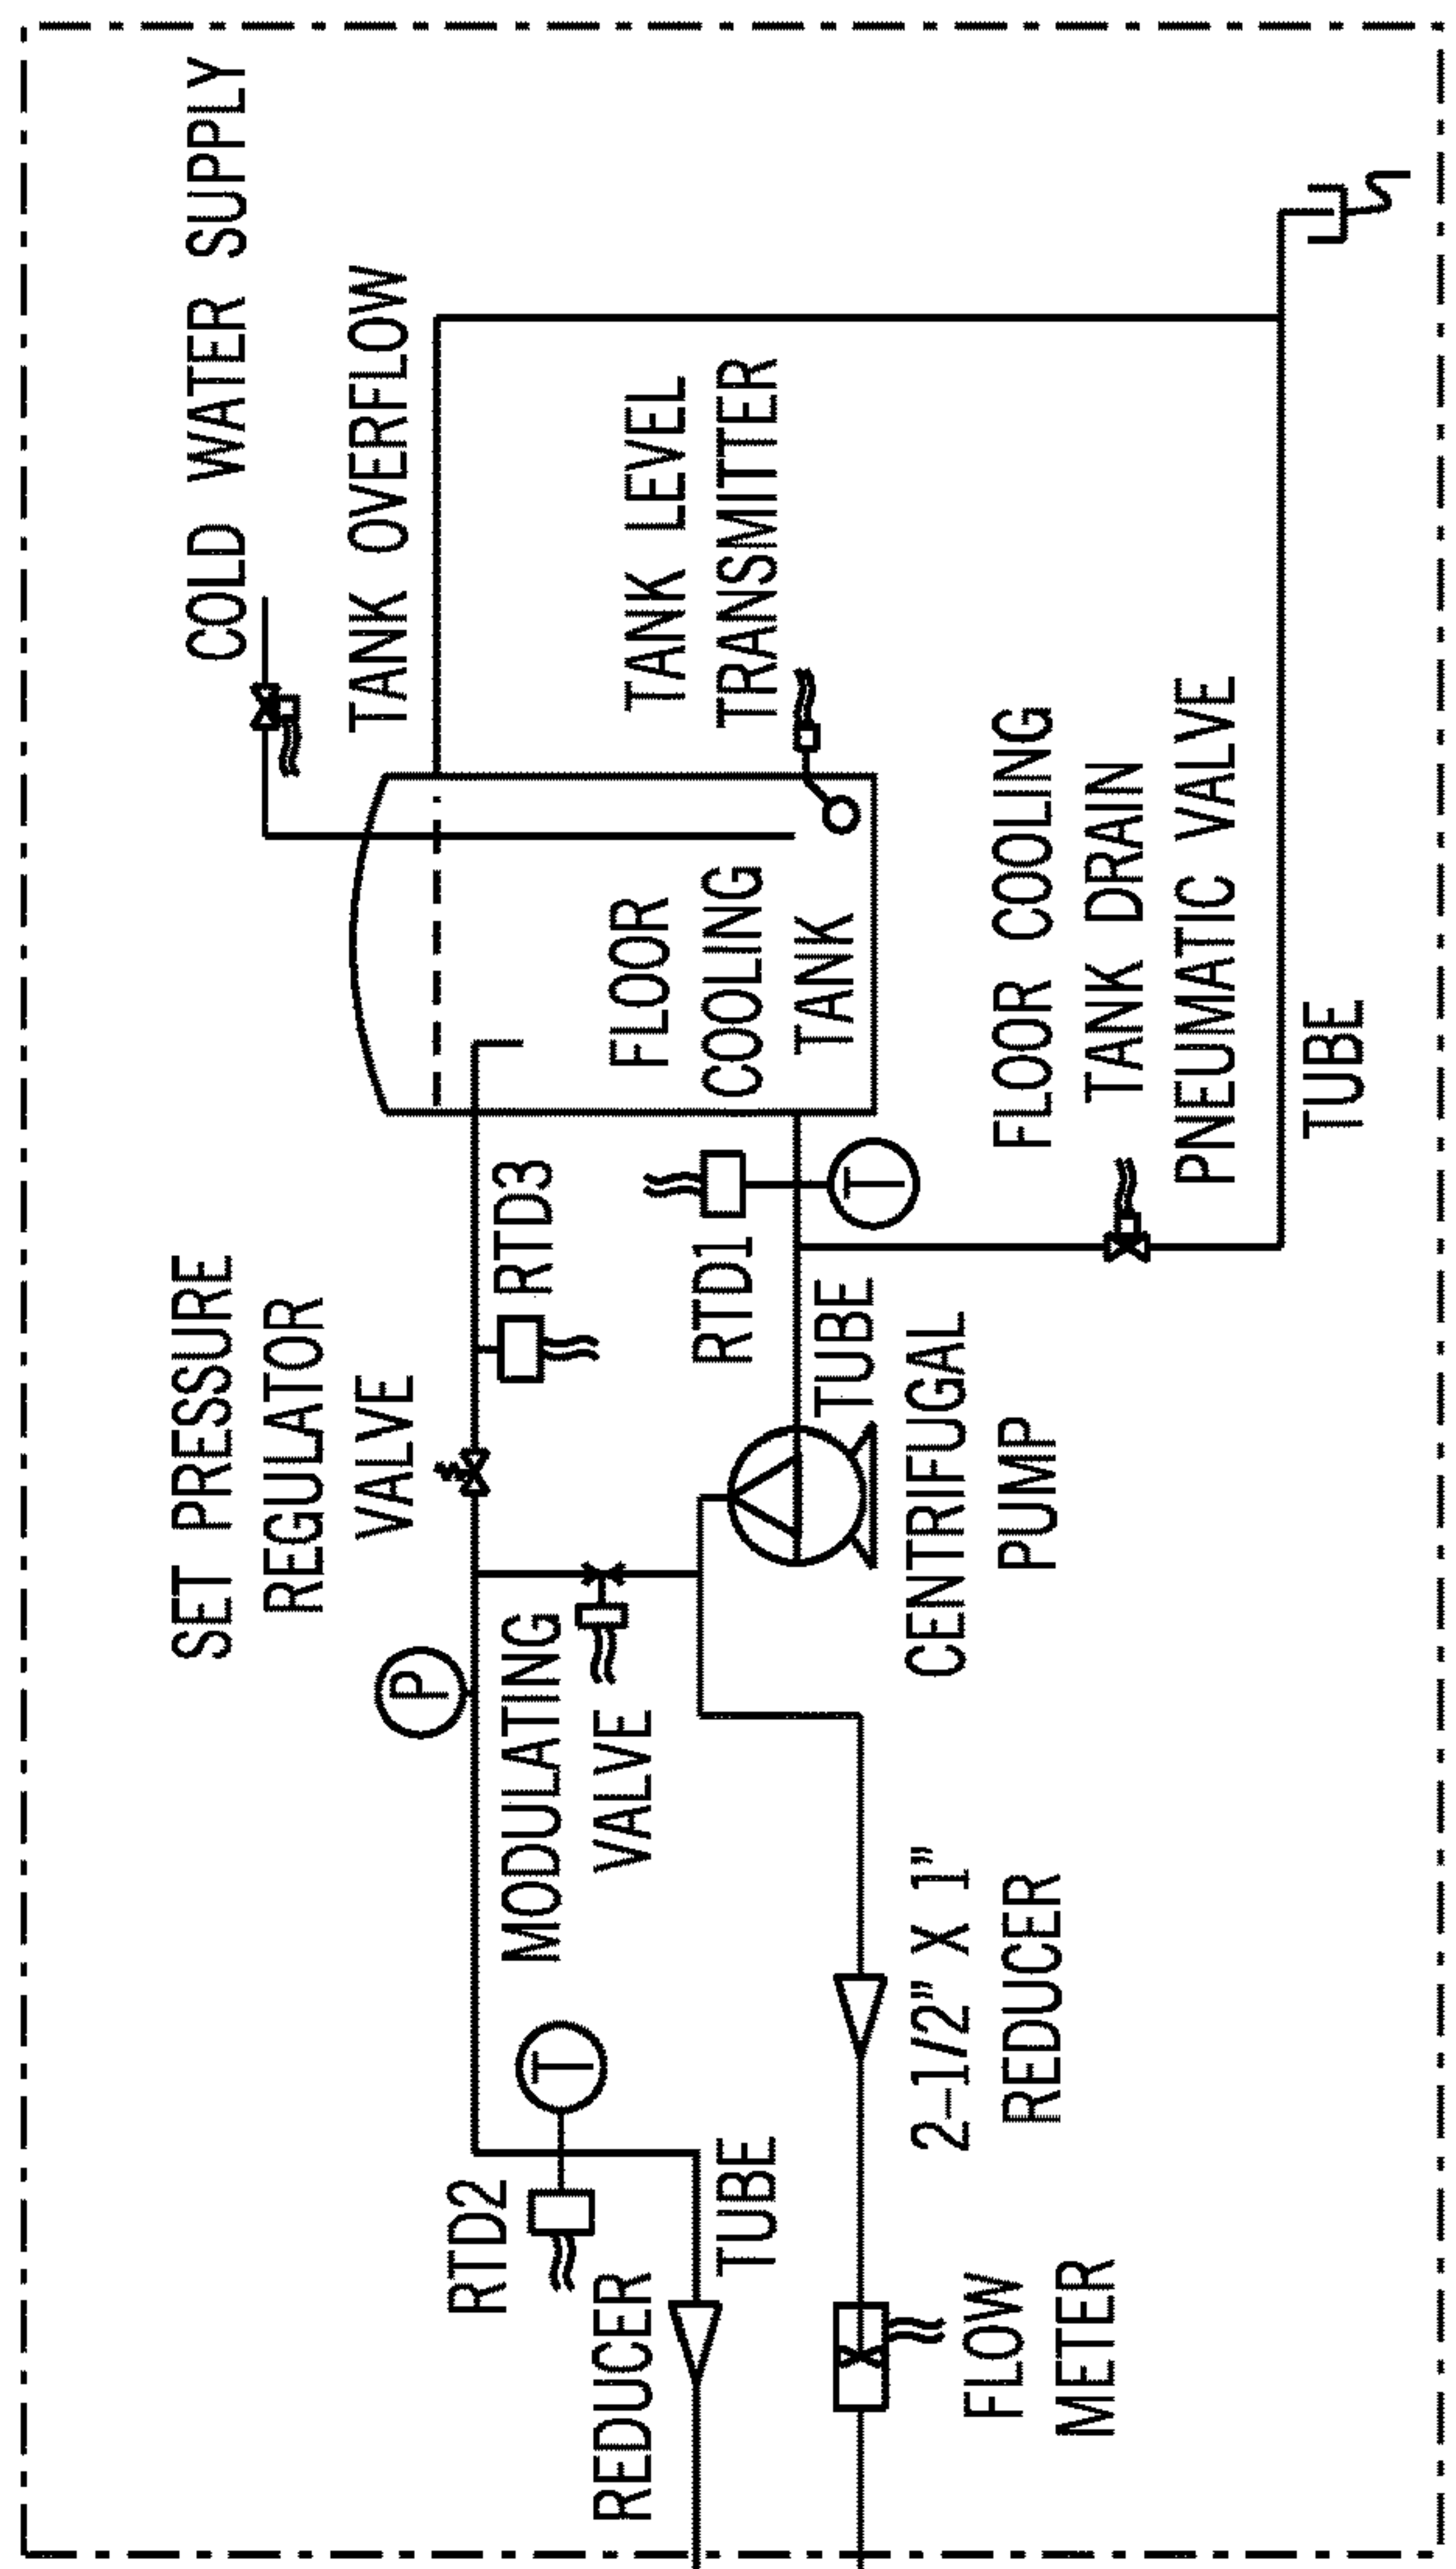 COLD WATER SUPPLY
TANK OVERFLOW
TANK LEVEL
TRANSMITTER
FLOOR
COOLING
TANK
FLOOR COOLING
TANK DRAIN
PNEUMATIC VALVE
TUBE
SET PRESSURE
REGULATOR
VALVE
RTD3
RTD1
T
TUBE
CENTRIFUGAL
PUMP
P
MODULATING
VALVE
T
RTD2
REDUCER
TUBE
2–1/2” X 1”
REDUCER
FLOW
METER